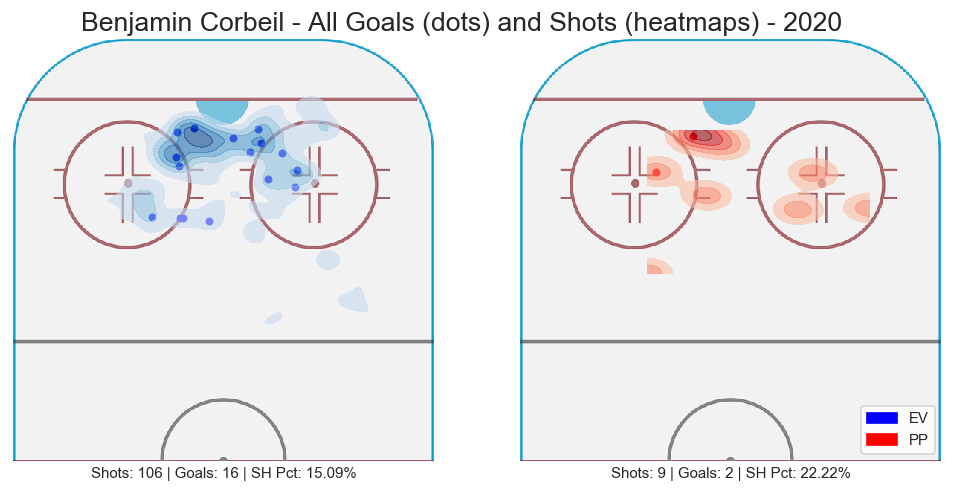 Benjamin Corbeil - All Goals (dots) and Shots (heatmaps) - 2020
EV
PP
Shots: 106 | Goals: 16 | SH Pct: 15.09%
Shots: 9 | Goals: 2 | SH Pct: 22.22%